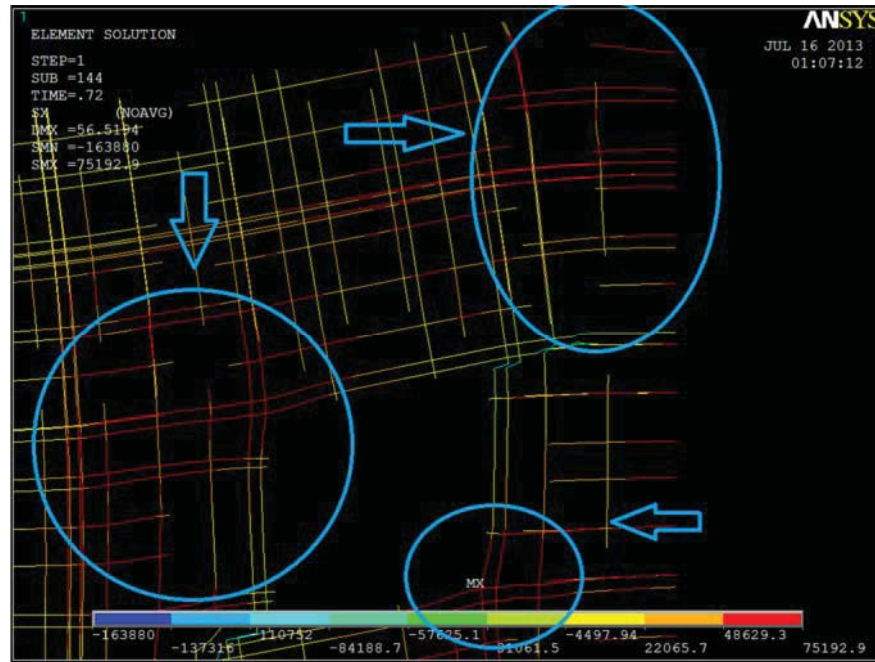 1
ANSYS
ELEMENT SOLUTION
JUL 16 2013
01:07:12
STEP=1
SUB =144
TIME=.72
SX (NOAVG)
DMX =56.5194
SMN =-163880
SMX =75192.9
MX
-163880 -110752 -57625.1 -4497.94 48629.3
-137316 -84188.7 -31061.5 22065.7 75192.9